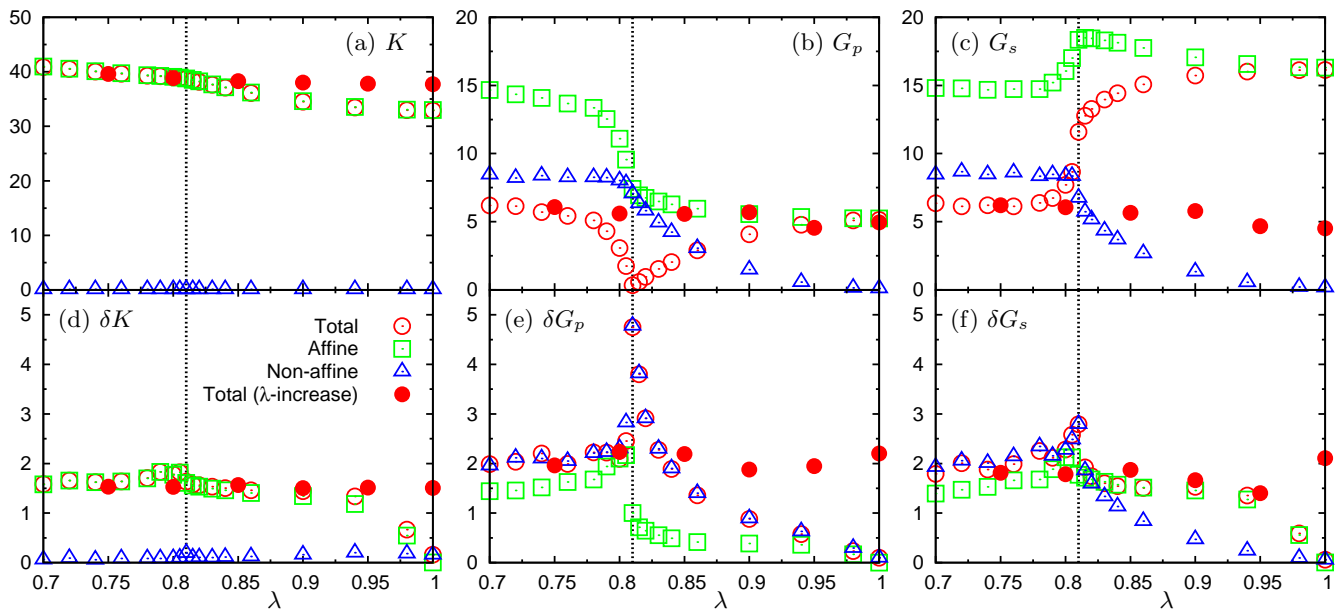 50
40
30
20
10
0
(a) K
20
15
10
5
0
(b) G_p
20
15
10
5
0
(c) G_s
5
4
3
2
1
0
(d) δK
Total
Affine
Non-affine
Total (λ-increase)
5
4
3
2
1
0
(e) δG_p
5
4
3
2
1
0
(f) δG_s
0.7 0.75 0.8 0.85 0.9 0.95 1
λ
0.7 0.75 0.8 0.85 0.9 0.95 1
λ
0.7 0.75 0.8 0.85 0.9 0.95 1
λ